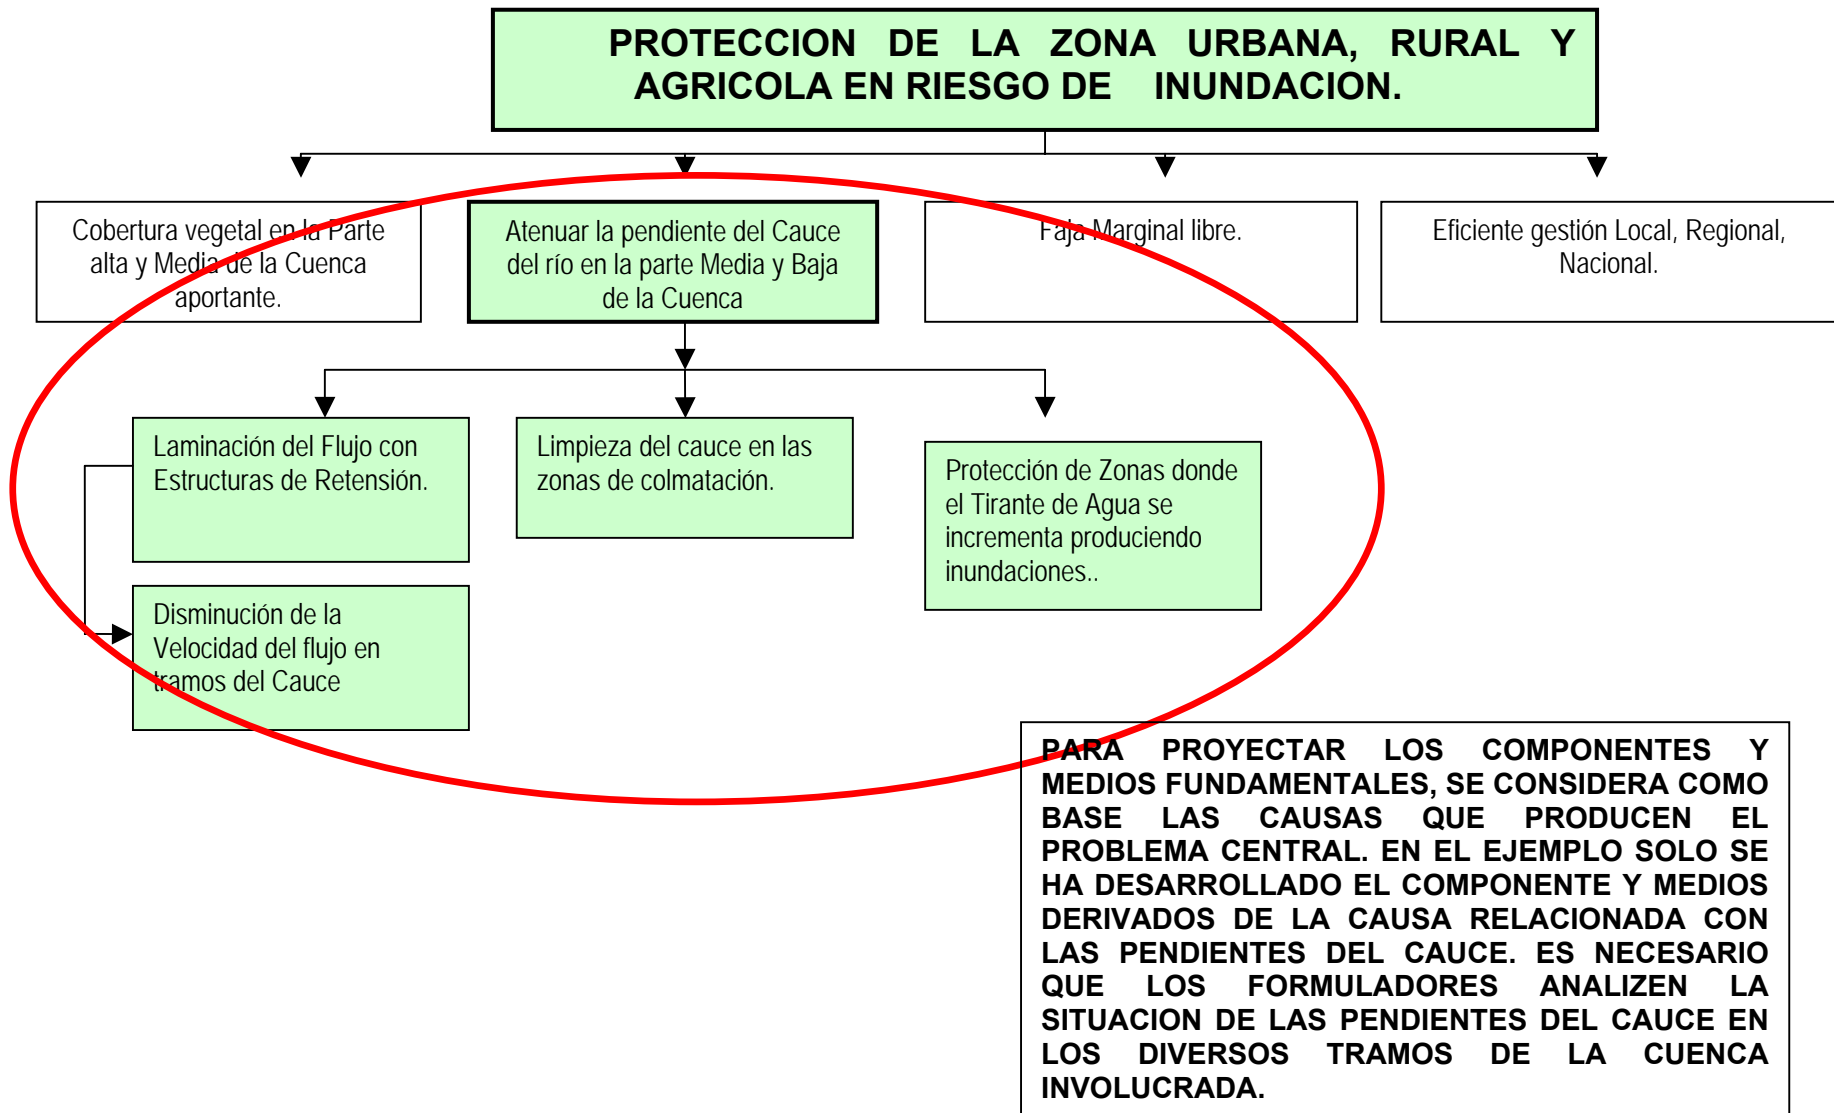 PROTECCION DE LA ZONA URBANA, RURAL Y
AGRICOLA EN RIESGO DE INUNDACION.
Cobertura vegetal en la Parte
alta y Media de la Cuenca
aportante.
Atenuar la pendiente del Cauce
del río en la parte Media y Baja
de la Cuenca
Faja Marginal libre.
Eficiente gestión Local, Regional,
Nacional.
Laminación del Flujo con
Estructuras de Retensión.
Limpieza del cauce en las
zonas de colmatación.
Protección de Zonas donde
el Tirante de Agua se
incrementa produciendo
inundaciones..
Disminución de la
Velocidad del flujo en
tramos del Cauce
PARA PROYECTAR LOS COMPONENTES Y
MEDIOS FUNDAMENTALES, SE CONSIDERA COMO
BASE LAS CAUSAS QUE PRODUCEN EL
PROBLEMA CENTRAL. EN EL EJEMPLO SOLO SE
HA DESARROLLADO EL COMPONENTE Y MEDIOS
DERIVADOS DE LA CAUSA RELACIONADA CON
LAS PENDIENTES DEL CAUCE. ES NECESARIO
QUE LOS FORMULADORES ANALIZEN LA
SITUACION DE LAS PENDIENTES DEL CAUCE EN
LOS DIVERSOS TRAMOS DE LA CUENCA
INVOLUCRADA.